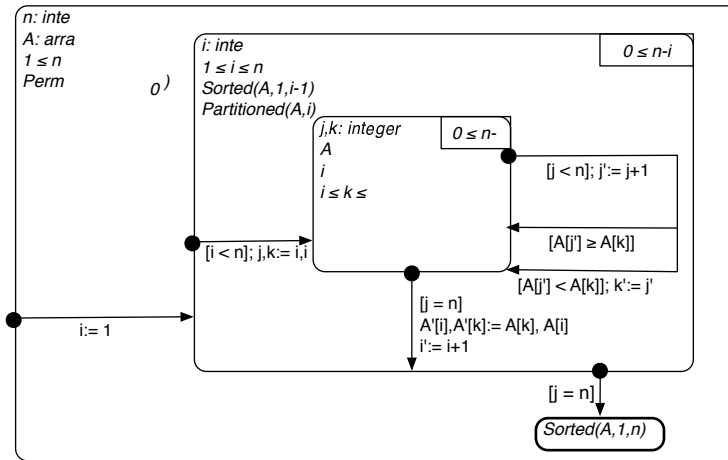 n: inte
A: arra
1 ≤ n
Perm
0 )
i: inte
1 ≤ i ≤ n
Sorted(A,1,i-1)
Partitioned(A,i)
0 ≤ n-i
j,k: integer
A
i
i ≤ k ≤
0 ≤ n-
[j < n]; j':= j+1
[A[j'] ≥ A[k]]
[A[j'] < A[k]]; k':= j'
[i < n]; j,k:= i,i
[j = n]
A'[i],A'[k]:= A[k], A[i]
i':= i+1
i:= 1
[j = n]
Sorted(A,1,n)